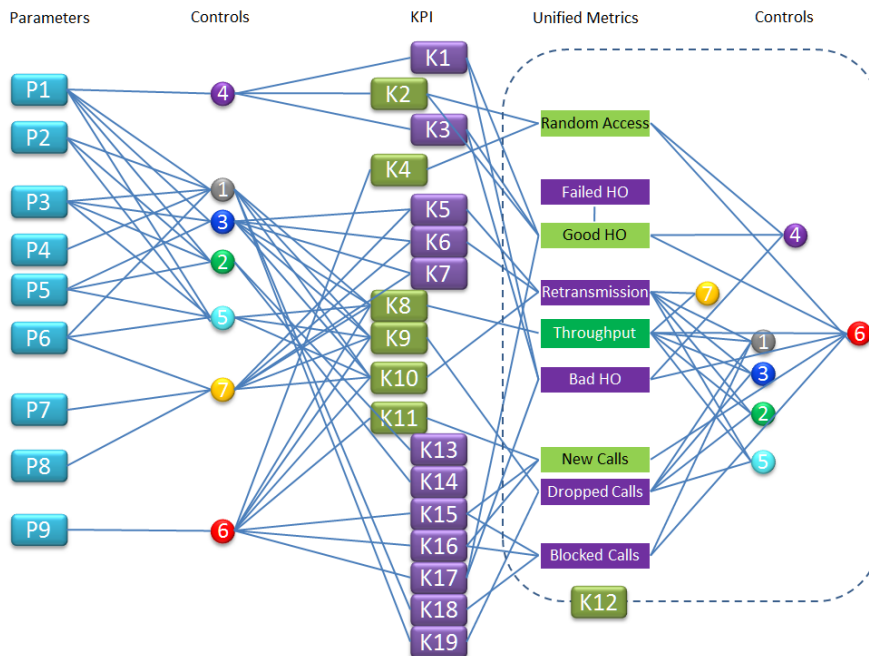 Parameters Controls KPI Unified Metrics Controls
K1
P1 4 K2
Random Access
P2 K3
K4
1 Failed HO
P3 K5
3 Good HO 4
P4 2 K6
K7
P5 Retransmission 7
5 K8
P6 K9 Throughput 1 6
K10 Bad HO 3
7
P7 K11 2
K13 New Calls 5
P8 K14 Dropped Calls
K15
P9 6 K16 Blocked Calls
K17
K18 K12
K19